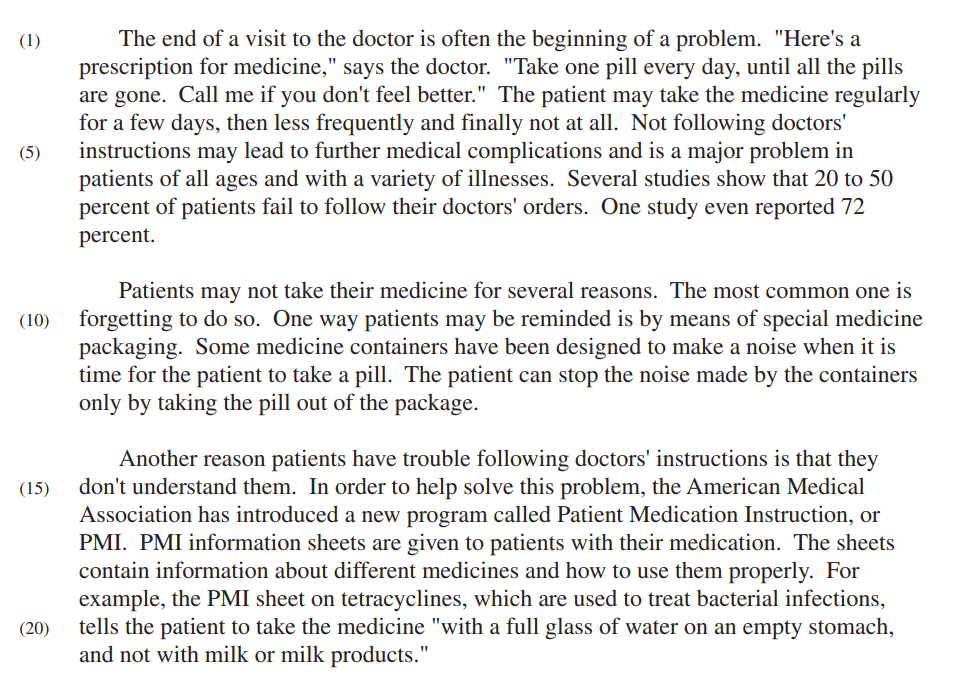 (1) The end of a visit to the doctor is often the beginning of a problem. "Here's a
prescription for medicine," says the doctor. "Take one pill every day, until all the pills
are gone. Call me if you don't feel better." The patient may take the medicine regularly
for a few days, then less frequently and finally not at all. Not following doctors'
(5) instructions may lead to further medical complications and is a major problem in
patients of all ages and with a variety of illnesses. Several studies show that 20 to 50
percent of patients fail to follow their doctors' orders. One study even reported 72
percent.
Patients may not take their medicine for several reasons. The most common one is
(10) forgetting to do so. One way patients may be reminded is by means of special medicine
packaging. Some medicine containers have been designed to make a noise when it is
time for the patient to take a pill. The patient can stop the noise made by the containers
only by taking the pill out of the package.
Another reason patients have trouble following doctors' instructions is that they
(15) don't understand them. In order to help solve this problem, the American Medical
Association has introduced a new program called Patient Medication Instruction, or
PMI. PMI information sheets are given to patients with their medication. The sheets
contain information about different medicines and how to use them properly. For
example, the PMI sheet on tetracyclines, which are used to treat bacterial infections,
(20) tells the patient to take the medicine "with a full glass of water on an empty stomach,
and not with milk or milk products."